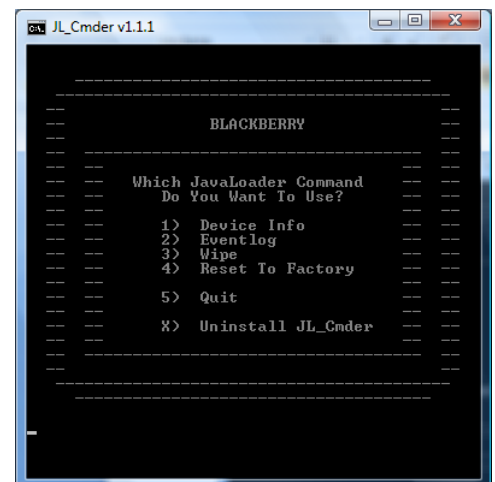 JL_Cmder v1.1.1
BLACKBERRY
Which JavaLoader Command
Do You Want To Use?
1) Device Info
2) Eventlog
3) Wipe
4) Reset To Factory
5) Quit
X) Uninstall JL_Cmder